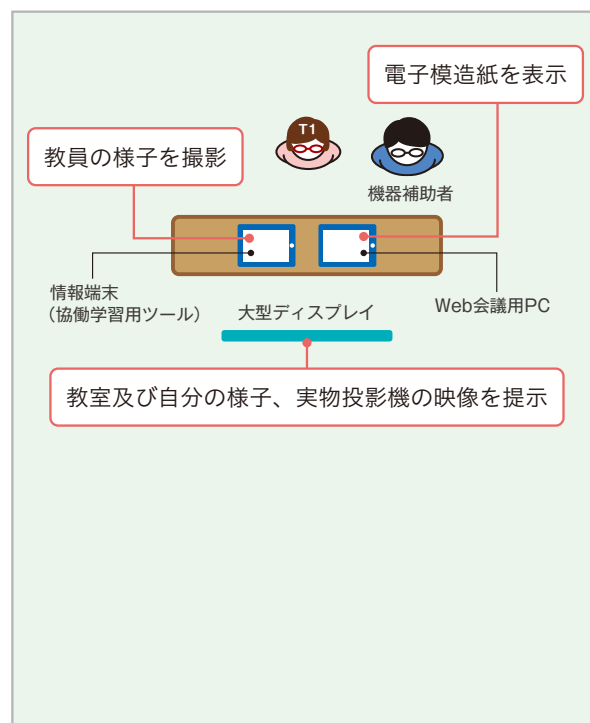 電子模造紙を表示
T1
教員の様子を撮影
機器補助者
情報端末
（協働学習用ツール）
大型ディスプレイ
Web会議用PC
教室及び自分の様子、実物投影機の映像を提示